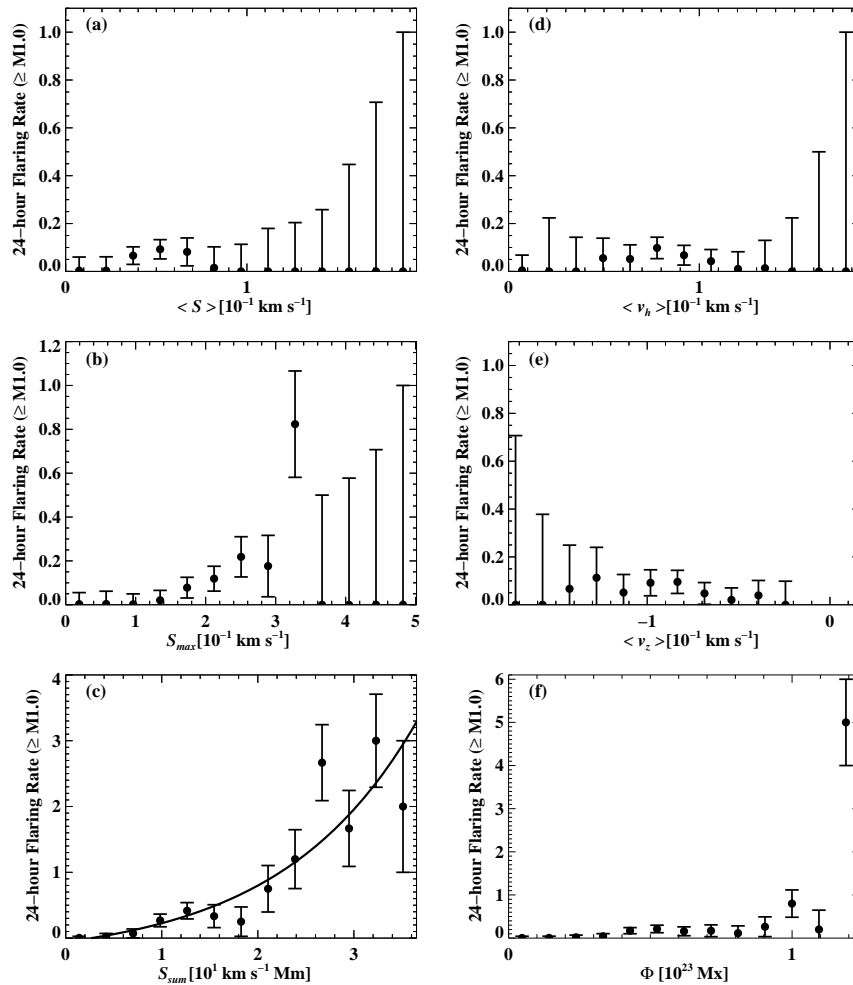 (a)
24−hour Flaring Rate (≥ M1.0)
1.0
0.8
0.6
0.4
0.2
0.0
0
1
< S >[10⁻¹ km s⁻¹]
(d)
24−hour Flaring Rate (≥ M1.0)
1.0
0.8
0.6
0.4
0.2
0.0
0
1
< v_h >[10⁻¹ km s⁻¹]
(b)
24−hour Flaring Rate (≥ M1.0)
1.2
1.0
0.8
0.6
0.4
0.2
0.0
0 1 2 3 4 5
S_max[10⁻¹ km s⁻¹]
(e)
24−hour Flaring Rate (≥ M1.0)
1.0
0.8
0.6
0.4
0.2
0.0
−1 0
< v_z >[10⁻¹ km s⁻¹]
(c)
24−hour Flaring Rate (≥ M1.0)
4
3
2
1
0
0 1 2 3
S_sum[10¹ km s⁻¹ Mm]
(f)
24−hour Flaring Rate (≥ M1.0)
6
5
4
3
2
1
0
0 1
Φ [10²³ Mx]